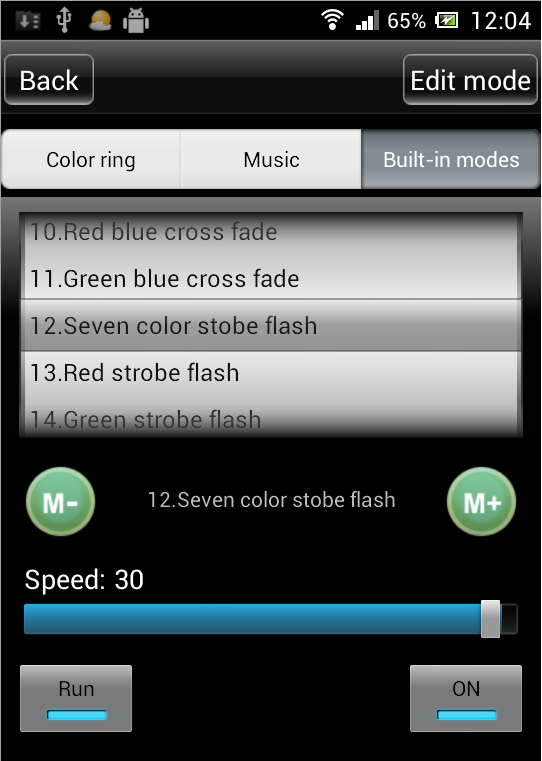 65% 12:04
Back Edit mode
Color ring Music Built-in modes
10.Red blue cross fade
11.Green blue cross fade
12.Seven color stobe flash
13.Red strobe flash
14.Green strobe flash
M- 12.Seven color stobe flash M+
Speed: 30
Run ON